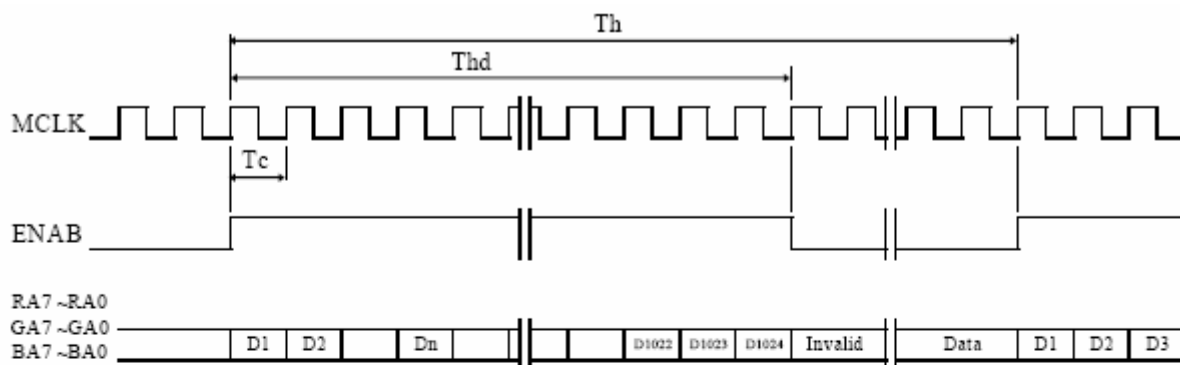 Th
Thd
MCLK
Tc
ENAB
RA7 ~RA0
GA7 ~GA0
BA7 ~BA0
D1 D2 Dn D1022 D1023 D1024 Invalid Data D1 D2 D3